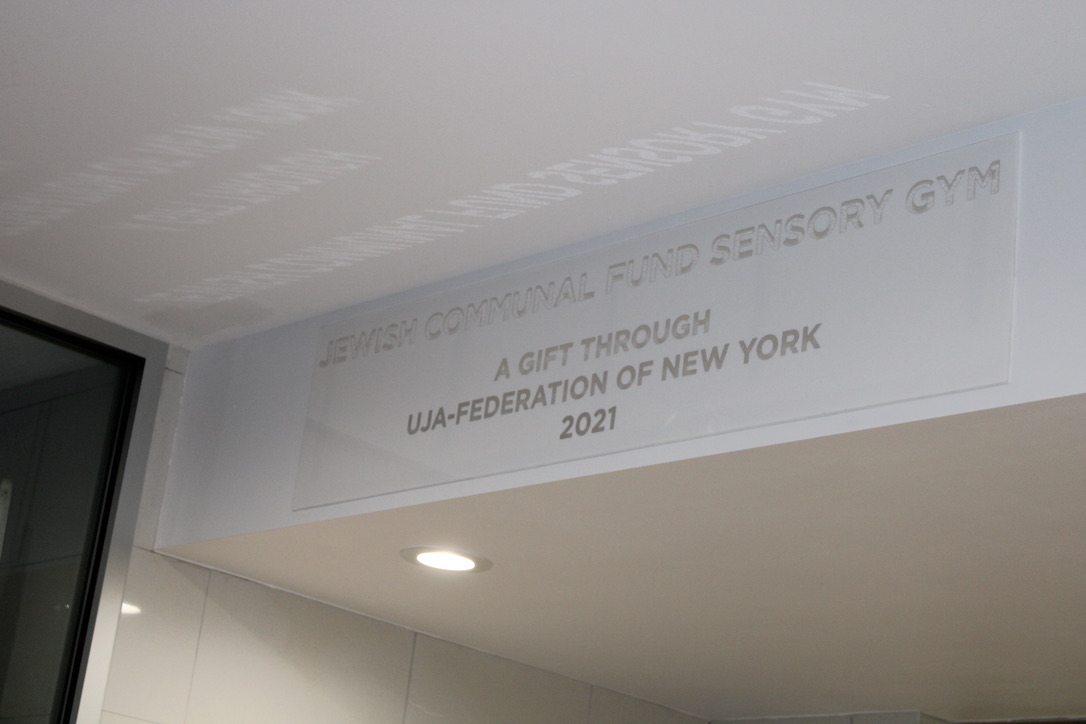 JEWISH COMMUNAL FUND SENSORY GYM
A GIFT THROUGH
UJA-FEDERATION OF NEW YORK
2021